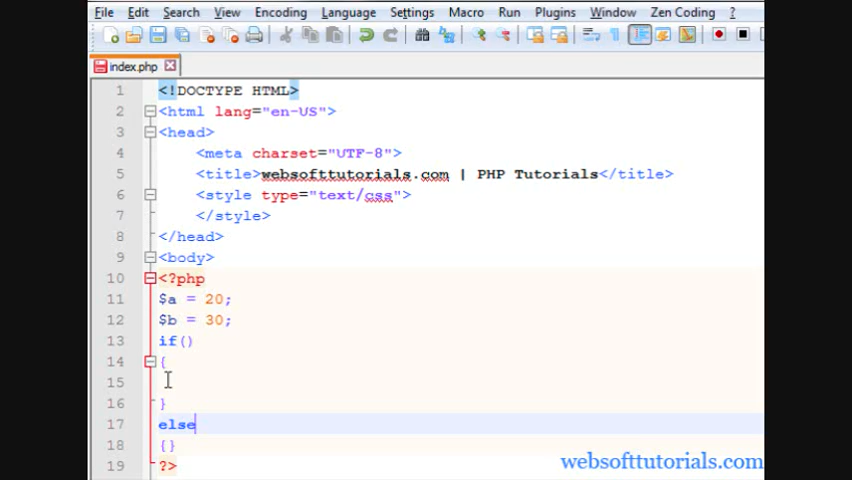 File Edit Search View Encoding Language Settings Macro Run Plugins Window Zen Coding ?
index.php
1 <!DOCTYPE HTML>
2 <html lang="en-US">
3 <head>
4 <meta charset="UTF-8">
5 <title>websofttutorials.com | PHP Tutorials</title>
6 <style type="text/css">
7 </style>
8 </head>
9 <body>
10 <?php
11 $a = 20;
12 $b = 30;
13 if()
14 {
15
16 }
17 else
18 {}
19 ?>
websofttutorials.com